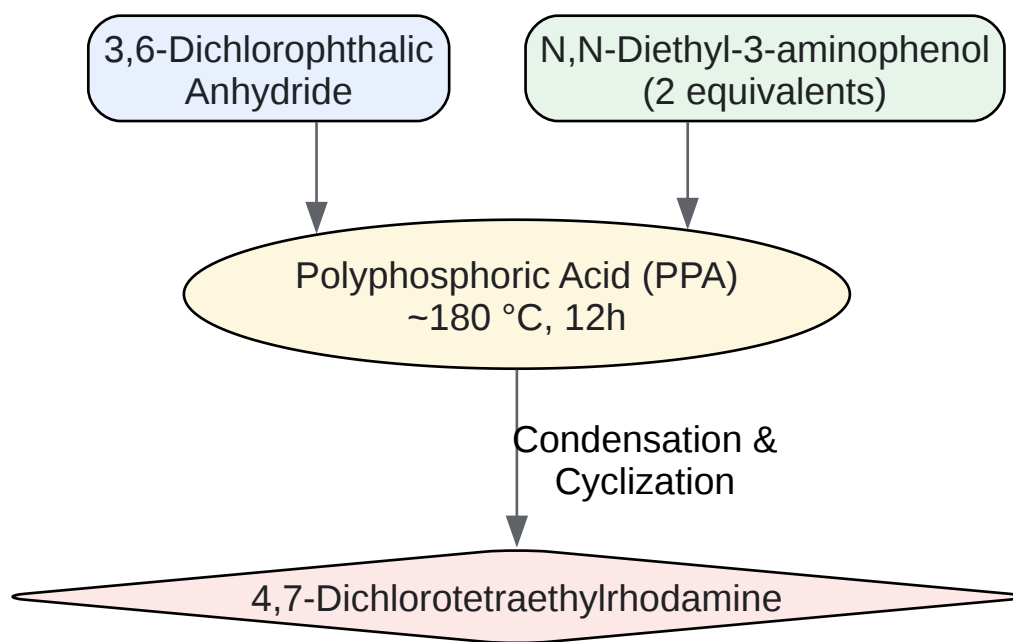 3,6-Dichlorophthalic
Anhydride
N,N-Diethyl-3-aminophenol
(2 equivalents)
Polyphosphoric Acid (PPA)
~180 °C, 12h
Condensation &
Cyclization
4,7-Dichlorotetraethylrhodamine